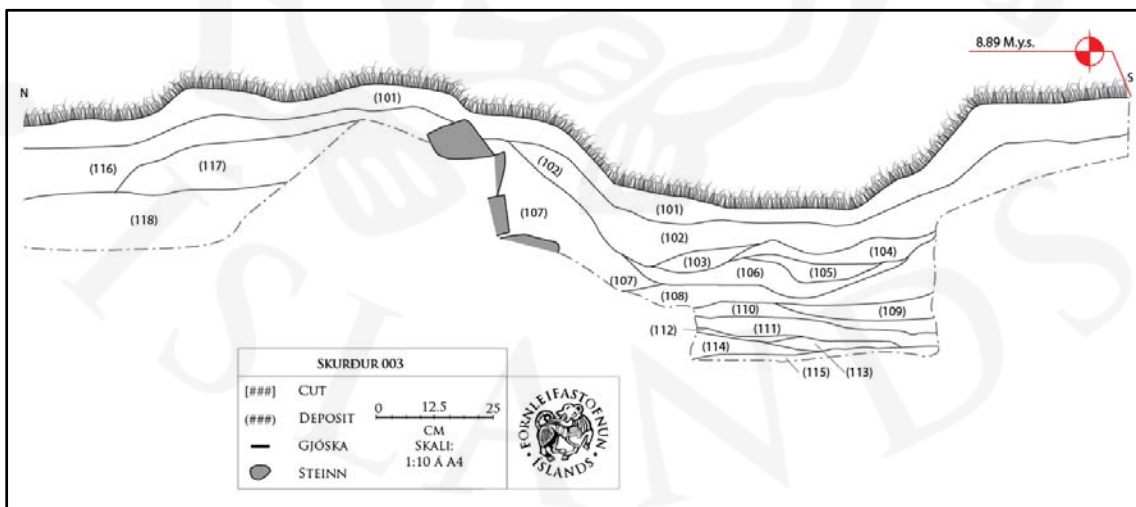 8.89 M.y.s.
N
S
(101)
(116)
(117)
(118)
(102)
(107)
(101)
(102)
(103)
(104)
(105)
(106)
(107)
(108)
(109)
(110)
(111)
(112)
(113)
(114)
(115)
SKURÐUR 003
[###] CUT
(###) DEPOSIT
GJÓSKA
STEINN
0 12.5 25
CM
SKALI:
1:10 Á A4
FORNLEIFASTOFNUN
ÍSLANDS
ÍSLANDS